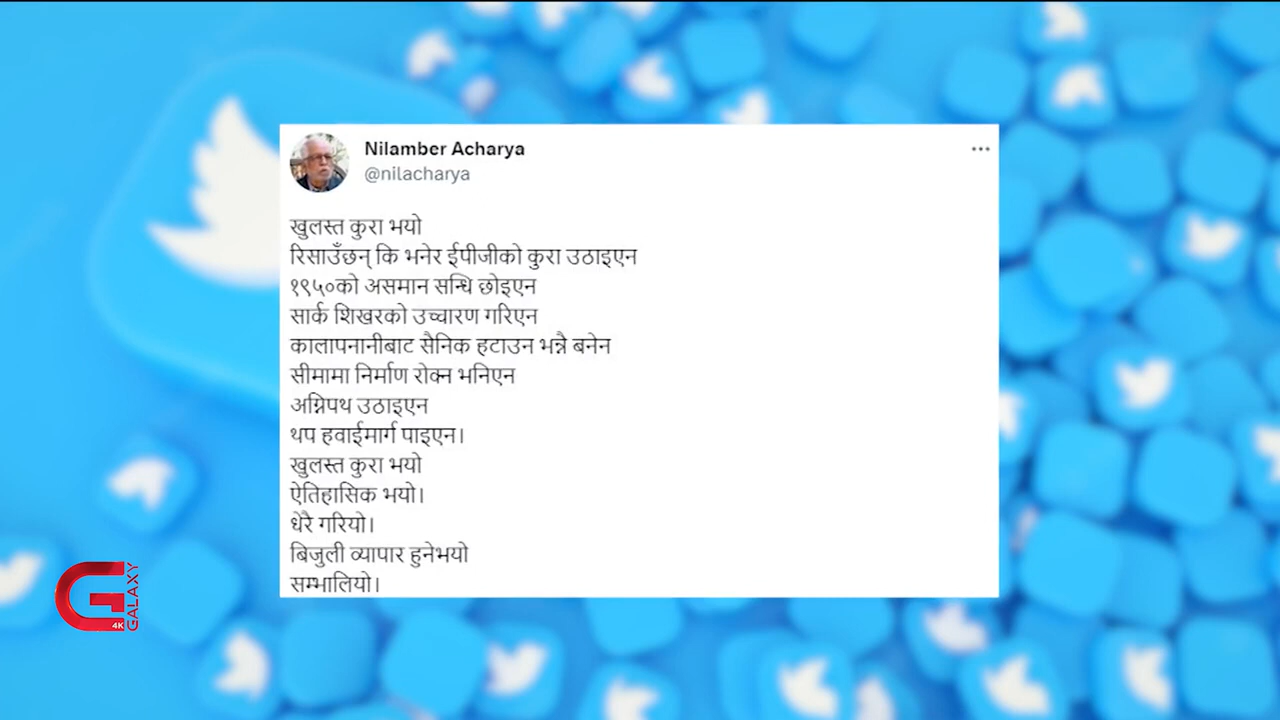 Nilamber Acharya
@nilacharya
खुलस्त कुरा भयो
रिसाउँछन् कि भनेर ईपीजीको कुरा उठाइएन
१९५०को असमान सन्धि छोइएन
सार्क शिखरको उच्चारण गरिएन
कालापनानीबाट सैनिक हटाउन भन्नै बनेन
सीमामा निर्माण रोक्न भनिएन
अग्निपथ उठाइएन
थप हवाईमार्ग पाइएन।
खुलस्त कुरा भयो
ऐतिहासिक भयो।
धेरै गरियो।
बिजुली व्यापार हुनेभयो
सम्भालियो।
G
4K
GALAXY